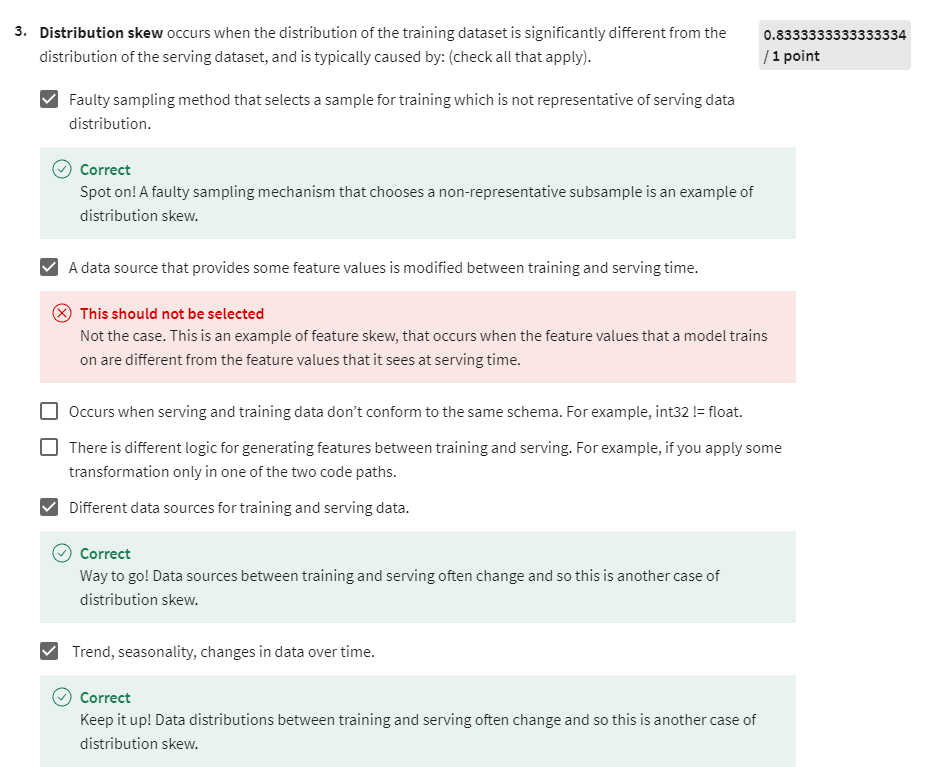 3. Distribution skew occurs when the distribution of the training dataset is significantly different from the
distribution of the serving dataset, and is typically caused by: (check all that apply).
0.8333333333333334
/ 1 point
Faulty sampling method that selects a sample for training which is not representative of serving data
distribution.
Correct
Spot on! A faulty sampling mechanism that chooses a non-representative subsample is an example of
distribution skew.
A data source that provides some feature values is modified between training and serving time.
This should not be selected
Not the case. This is an example of feature skew, that occurs when the feature values that a model trains
on are different from the feature values that it sees at serving time.
Occurs when serving and training data don’t conform to the same schema. For example, int32 != float.
There is different logic for generating features between training and serving. For example, if you apply some
transformation only in one of the two code paths.
Different data sources for training and serving data.
Correct
Way to go! Data sources between training and serving often change and so this is another case of
distribution skew.
Trend, seasonality, changes in data over time.
Correct
Keep it up! Data distributions between training and serving often change and so this is another case of
distribution skew.